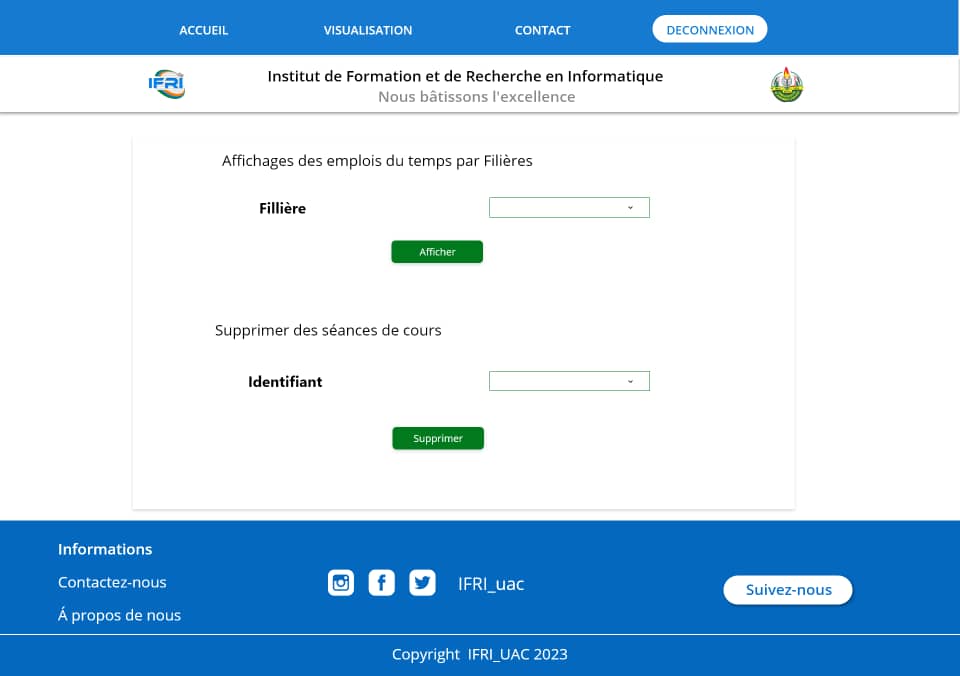 ACCUEIL VISUALISATION CONTACT DECONNEXION
IFRI Institut de Formation et de Recherche en Informatique
Nous bâtissons l'excellence
Affichages des emplois du temps par Filières
Fillière
Afficher
Supprimer des séances de cours
Identifiant
Supprimer
Informations
Contactez-nous
IFRI_uac
Suivez-nous
Á propos de nous
Copyright IFRI_UAC 2023